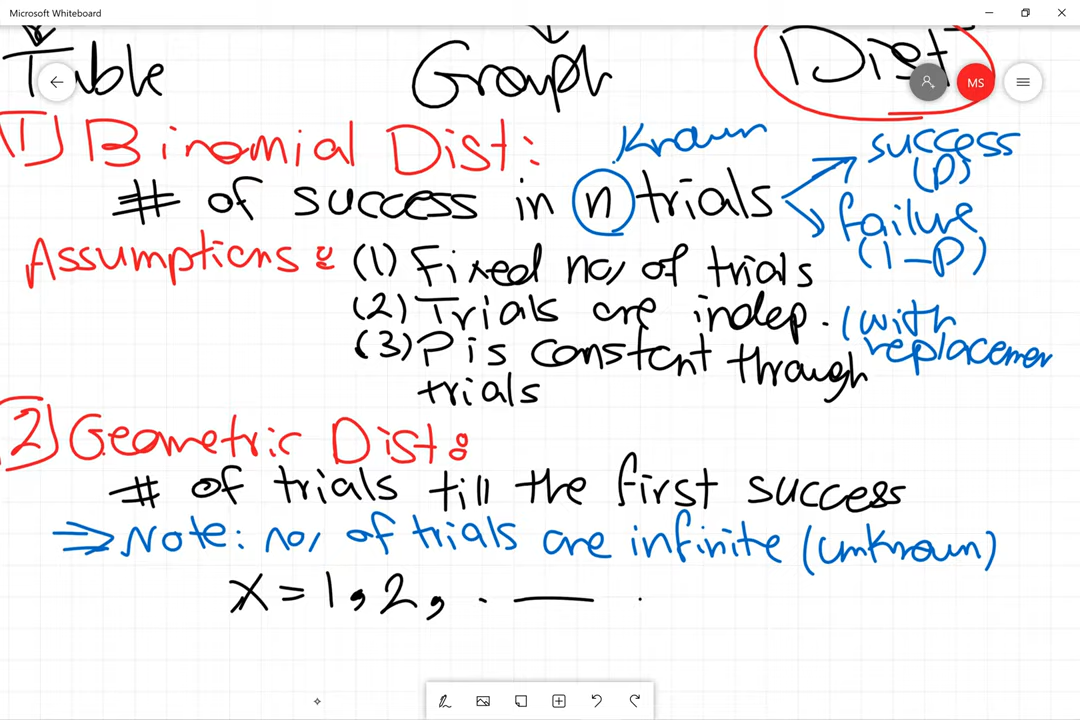 Microsoft Whiteboard
Table Graph Dist
MS
(1) Binomial Dist: Known
# of success in n trials success (P)
failure (1-P)
Assumptions: (1) Fixed no, of trials
(2) Trials are indep. (with replacemen
(3) P is constant through
trials
2) Geometric Dist:
# of trials till the first success
⇒ Note: no, of trials are infinite (unknown)
X = 1, 2, . — .